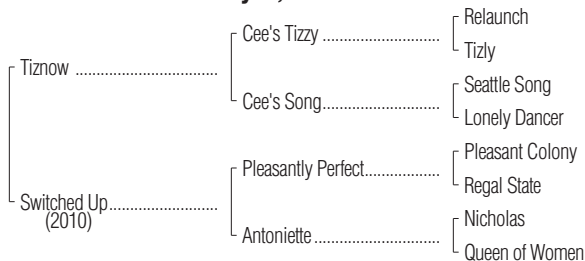 Relaunch
Cee's Tizzy
Tizly
Tiznow
Seattle Song
Cee's Song
Lonely Dancer
Pleasant Colony
Pleasantly Perfect
Regal State
Switched Up
(2010)
Nicholas
Antoniette
Queen of Women